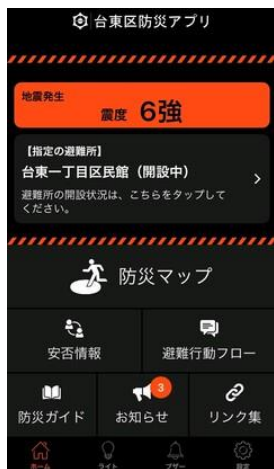 台東区防災アプリ
地震発生
震度 6強
【指定の避難所】
台東一丁目区民館（開設中）
避難所の開設状況は、こちらをタップして
ください。
防災マップ
安否情報
避難行動フロー
3
防災ガイド
お知らせ
リンク集
ホーム
ライト
ブザー
設定